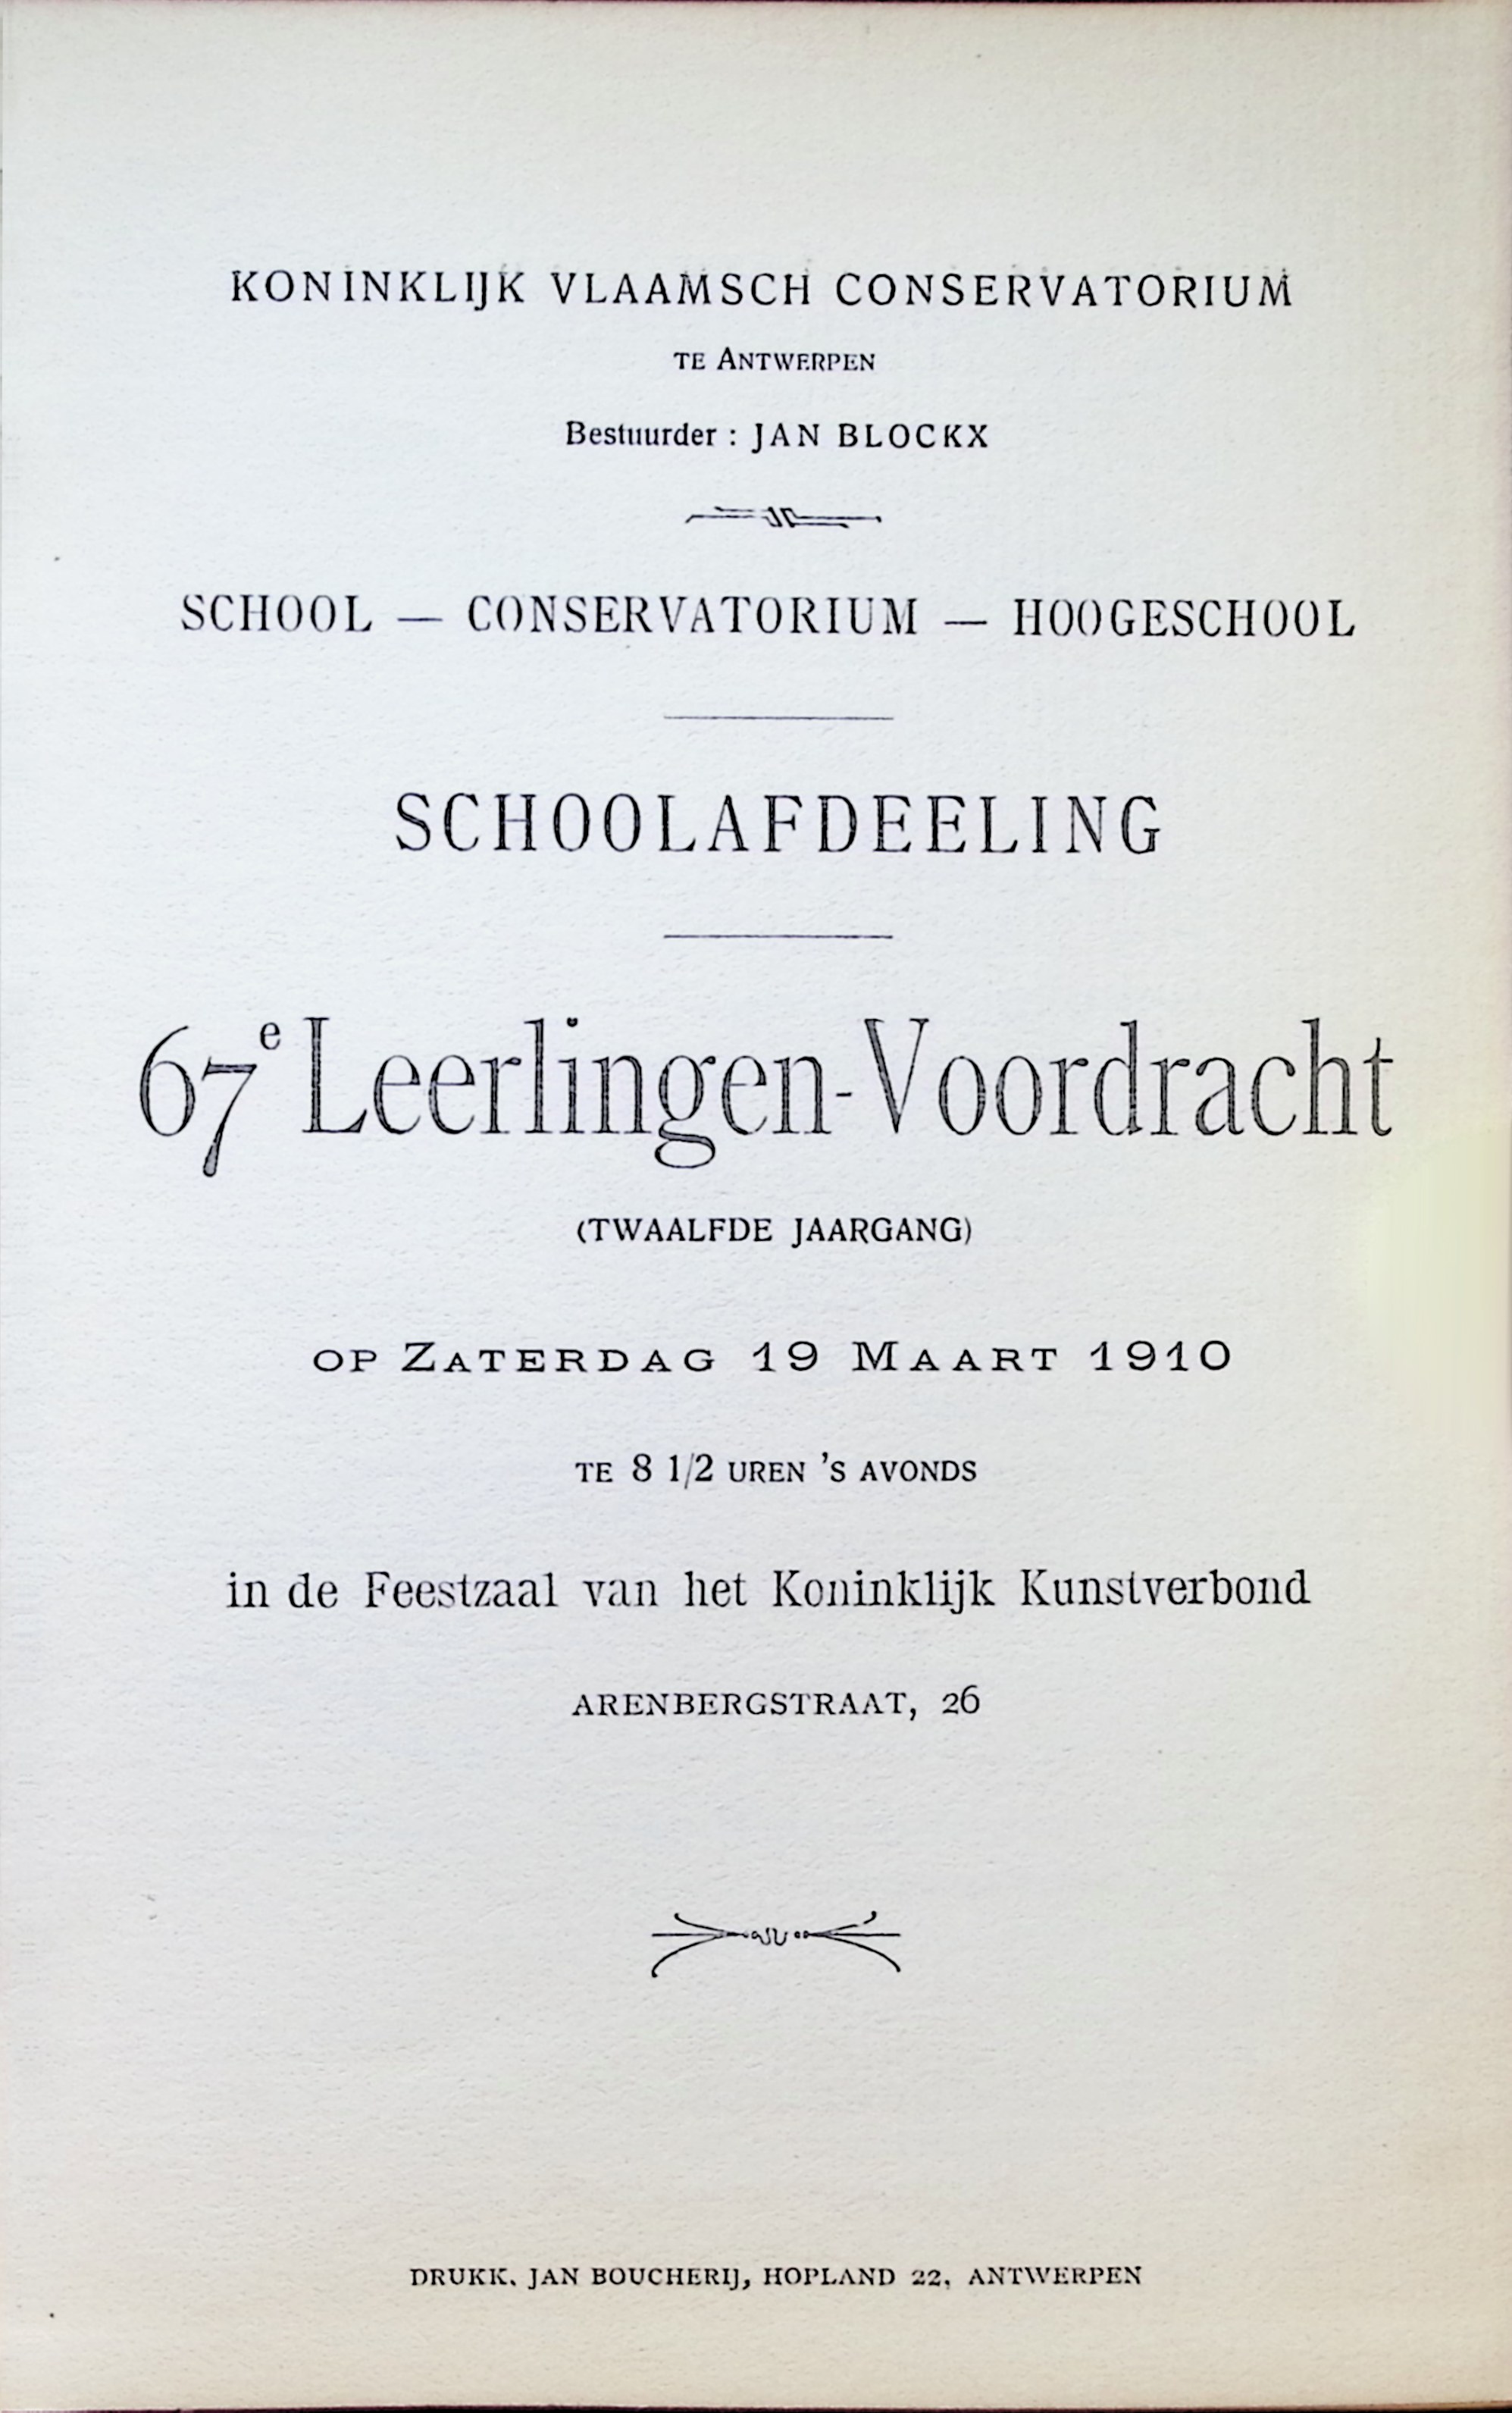 KONINKLIJK VLAAMSCH CONSERVATORIUM
TE ANTWERPEN
Bestuurder : JAN BLOCKX
SCHOOL — CONSERVATORIUM — HOOGESCHOOL
SCHOOLAFDEELING
67e Leerlingen-Voordracht
(TWAALFDE JAARGANG)
OP ZATERDAG 19 MAART 1910
TE 8 1/2 UREN 'S AVONDS
in de Feestzaal van het Koninklijk Kunstverbond
ARENBERGSTRAAT, 26
DRUKK. JAN BOUCHERIJ, HOPLAND 22, ANTWERPEN